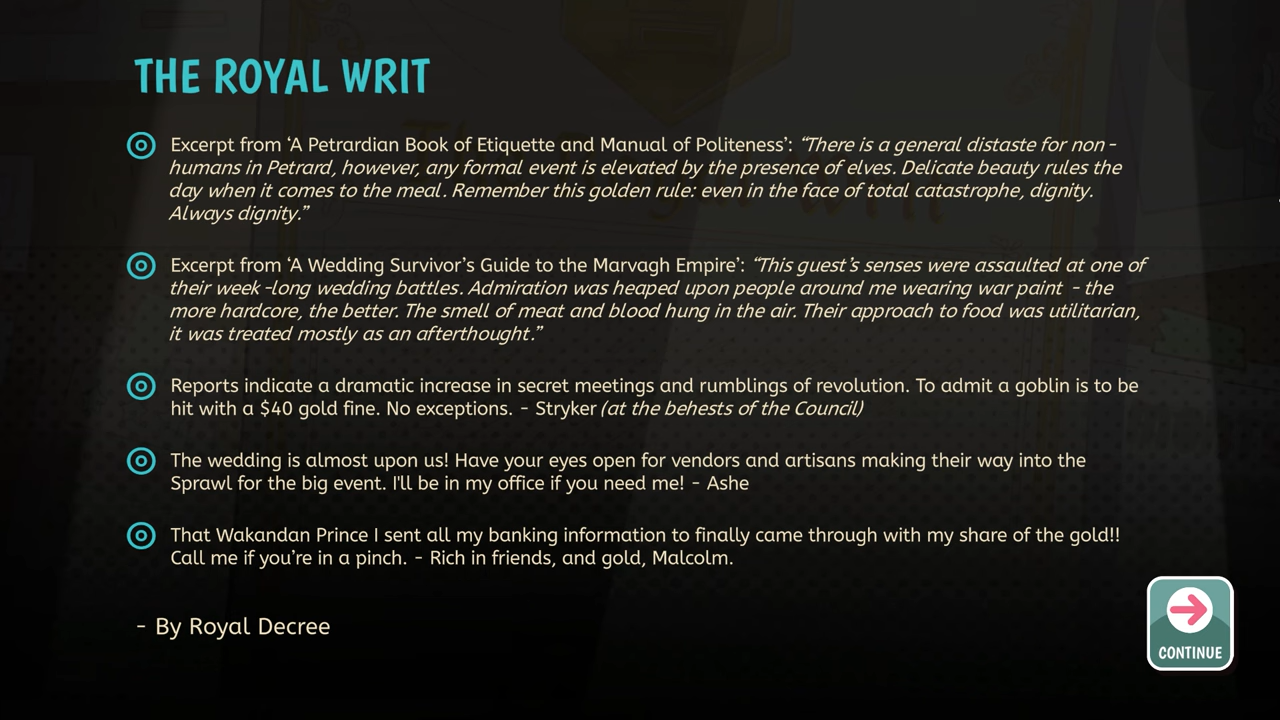 THE ROYAL WRIT
Excerpt from ‘A Petrardian Book of Etiquette and Manual of Politeness’: “There is a general distaste for non-
humans in Petrard, however, any formal event is elevated by the presence of elves. Delicate beauty rules the
day when it comes to the meal. Remember this golden rule: even in the face of total catastrophe, dignity.
Always dignity.”
Excerpt from ‘A Wedding Survivor’s Guide to the Marvagh Empire’: “This guest’s senses were assaulted at one of
their week-long wedding battles. Admiration was heaped upon people around me wearing war paint - the
more hardcore, the better. The smell of meat and blood hung in the air. Their approach to food was utilitarian,
it was treated mostly as an afterthought.”
Reports indicate a dramatic increase in secret meetings and rumblings of revolution. To admit a goblin is to be
hit with a $40 gold fine. No exceptions. - Stryker (at the behests of the Council)
The wedding is almost upon us! Have your eyes open for vendors and artisans making their way into the
Sprawl for the big event. I'll be in my office if you need me! - Ashe
That Wakandan Prince I sent all my banking information to finally came through with my share of the gold!!
Call me if you’re in a pinch. - Rich in friends, and gold, Malcolm.
- By Royal Decree
CONTINUE